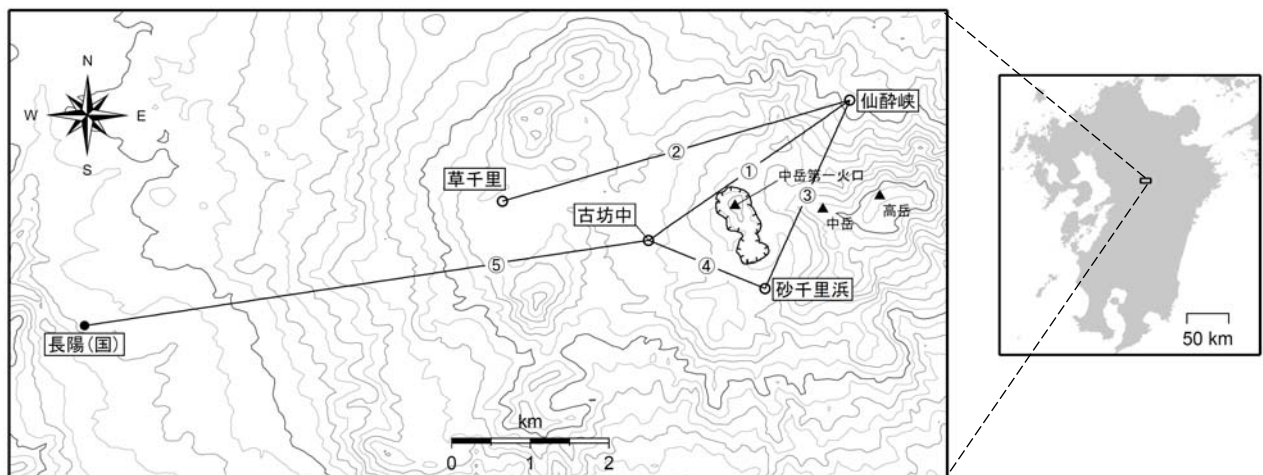 N
W E
S
仙酔峡
②
①
草千里
中岳第一火口
③
高岳
中岳
古坊中
⑤
④
砂千里浜
長陽(国)
km
0 1 2
50 km